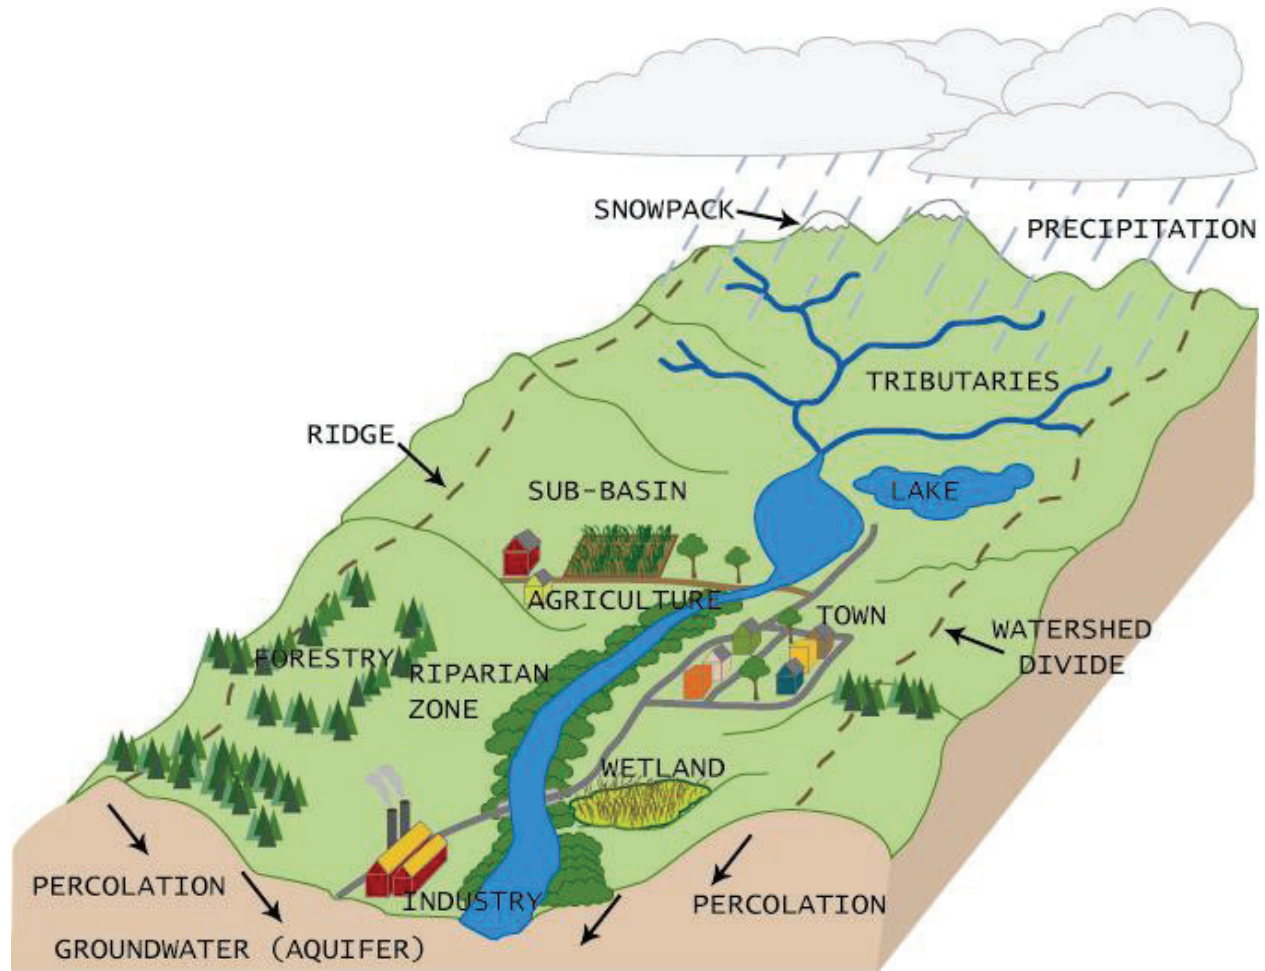 SNOWPACK
PRECIPITATION
TRIBUTARIES
RIDGE
SUB-BASIN
LAKE
AGRICULTURE
TOWN
WATERSHED
DIVIDE
FORESTRY
RIPARIAN
ZONE
WETLAND
PERCOLATION
INDUSTRY
PERCOLATION
GROUNDWATER (AQUIFER)